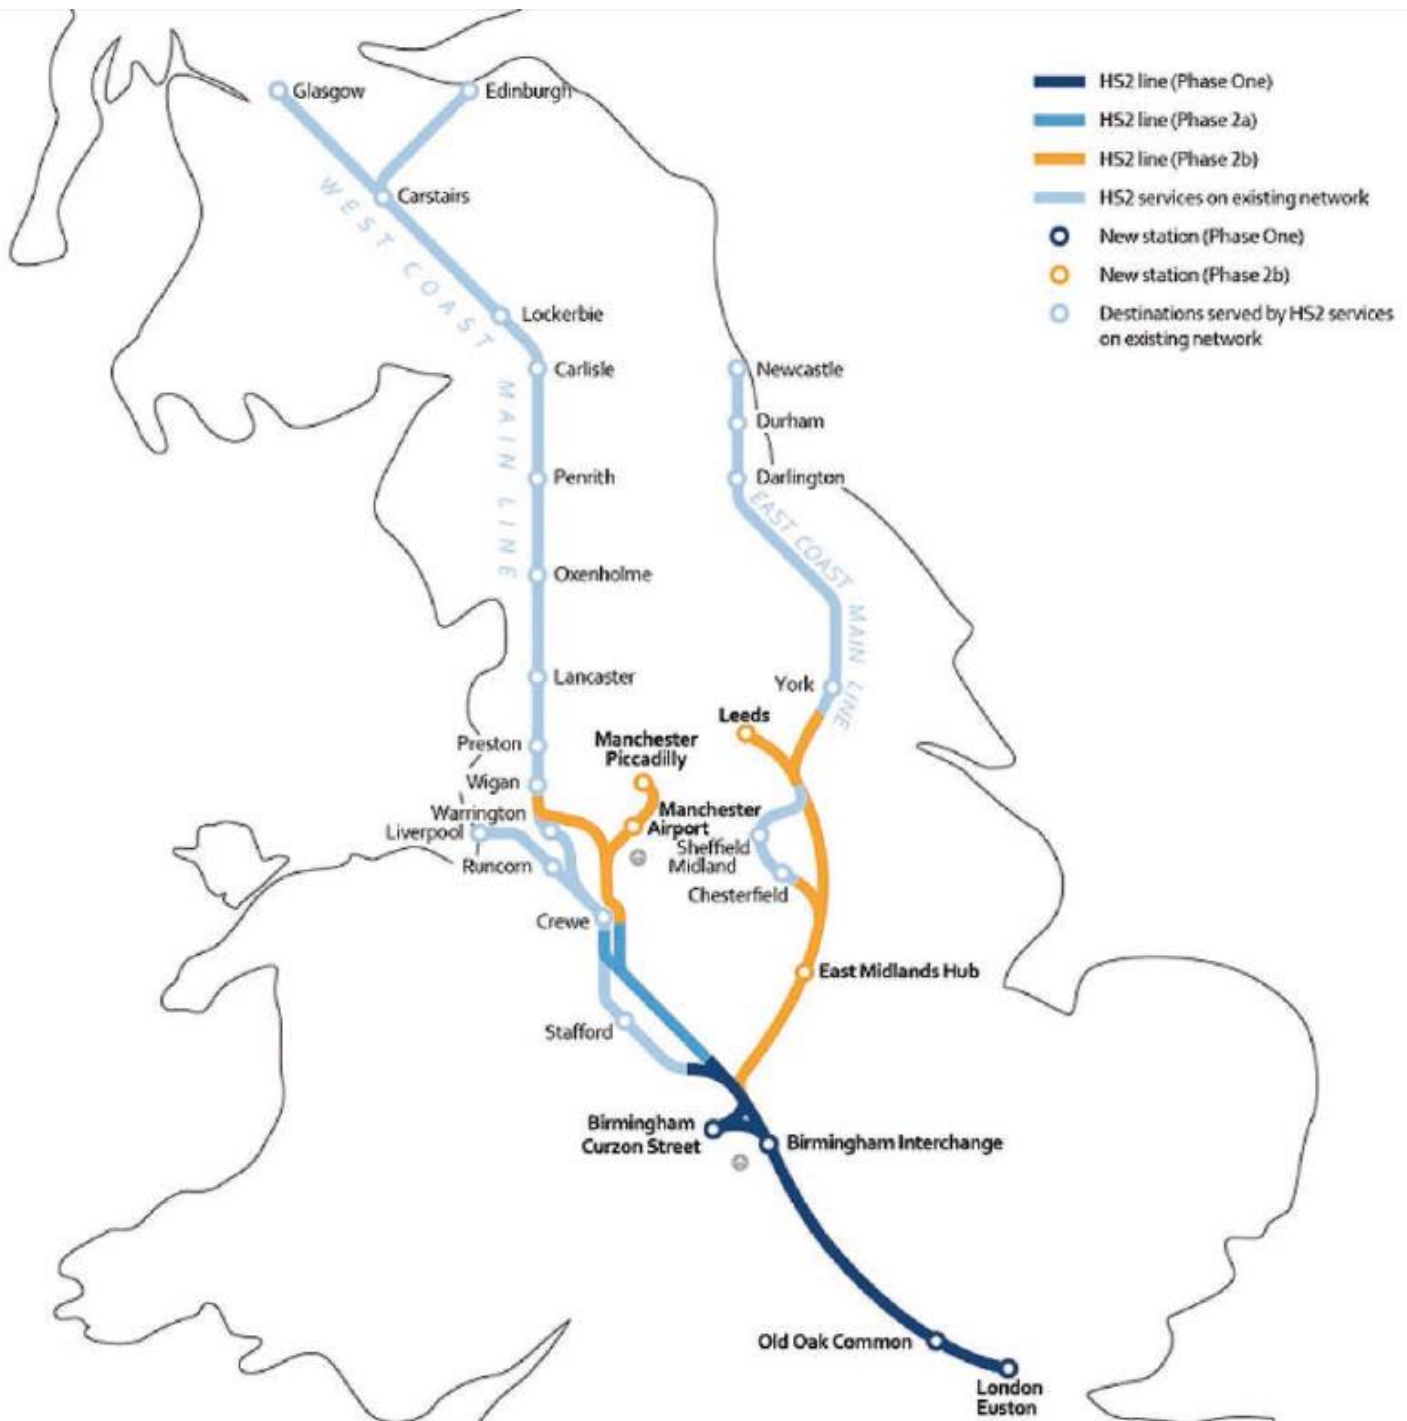 HS2 line (Phase One)
HS2 line (Phase 2a)
HS2 line (Phase 2b)
HS2 services on existing network
New station (Phase One)
New station (Phase 2b)
Destinations served by HS2 services
on existing network
Glasgow
Edinburgh
Carstairs
WEST COAST MAIN LINE
Lockerbie
Carlisle
Newcastle
Durham
Penrith
Darlington
EAST COAST MAIN LINE
Oxenholme
Lancaster
York
Leeds
Preston
Manchester
Piccadilly
Wigan
Warrington
Manchester
Airport
Liverpool
Sheffield
Midland
Runcorn
Chesterfield
Crewe
East Midlands Hub
Stafford
Birmingham
Curzon Street
Birmingham Interchange
Old Oak Common
London
Euston